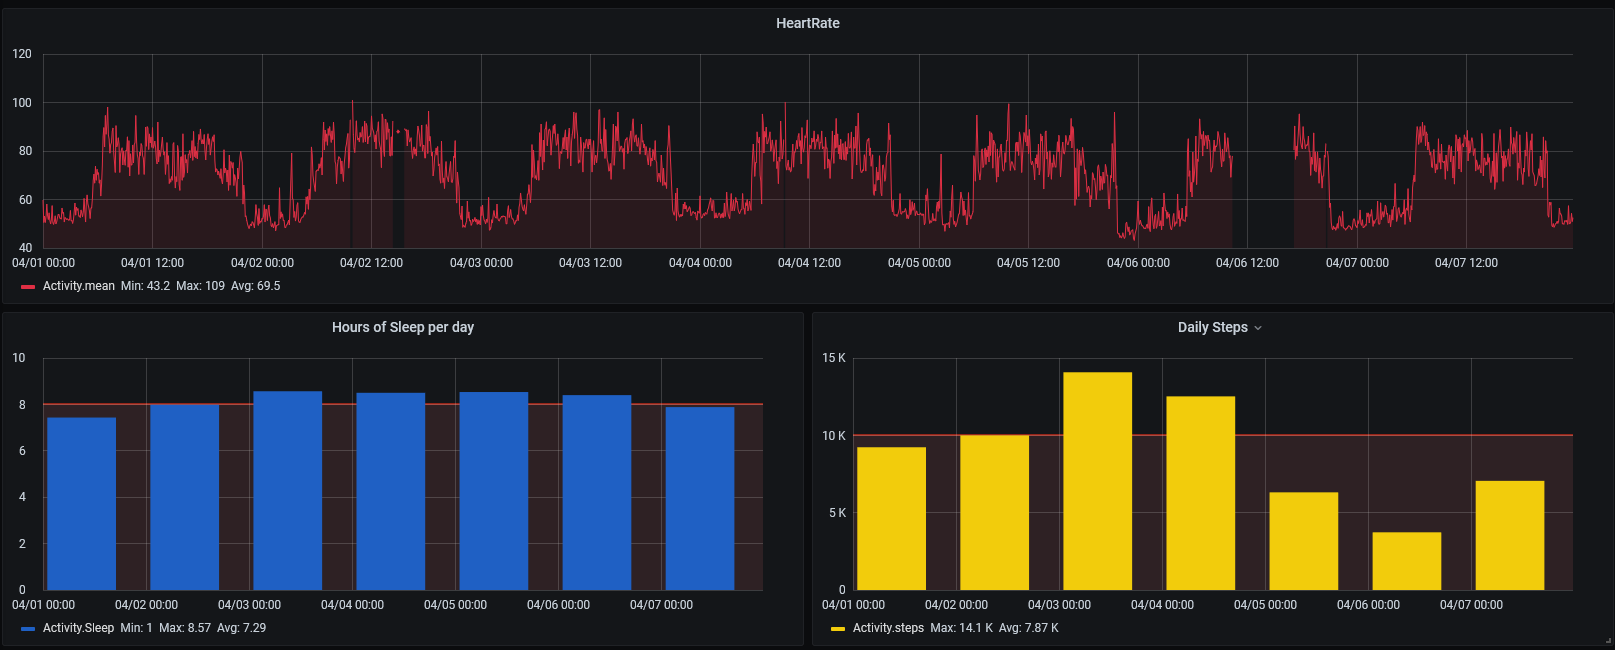 HeartRate
120
100
80
60
40
04/01 00:00 04/01 12:00 04/02 00:00 04/02 12:00 04/03 00:00 04/03 12:00 04/04 00:00 04/04 12:00 04/05 00:00 04/05 12:00 04/06 00:00 04/06 12:00 04/07 00:00 04/07 12:00
Activity.mean Min: 43.2 Max: 109 Avg: 69.5
Hours of Sleep per day
10
8
6
4
2
0
04/01 00:00 04/02 00:00 04/03 00:00 04/04 00:00 04/05 00:00 04/06 00:00 04/07 00:00
Activity.Sleep Min: 1 Max: 8.57 Avg: 7.29
Daily Steps
15 K
10 K
5 K
0
04/01 00:00 04/02 00:00 04/03 00:00 04/04 00:00 04/05 00:00 04/06 00:00 04/07 00:00
Activity.steps Max: 14.1 K Avg: 7.87 K